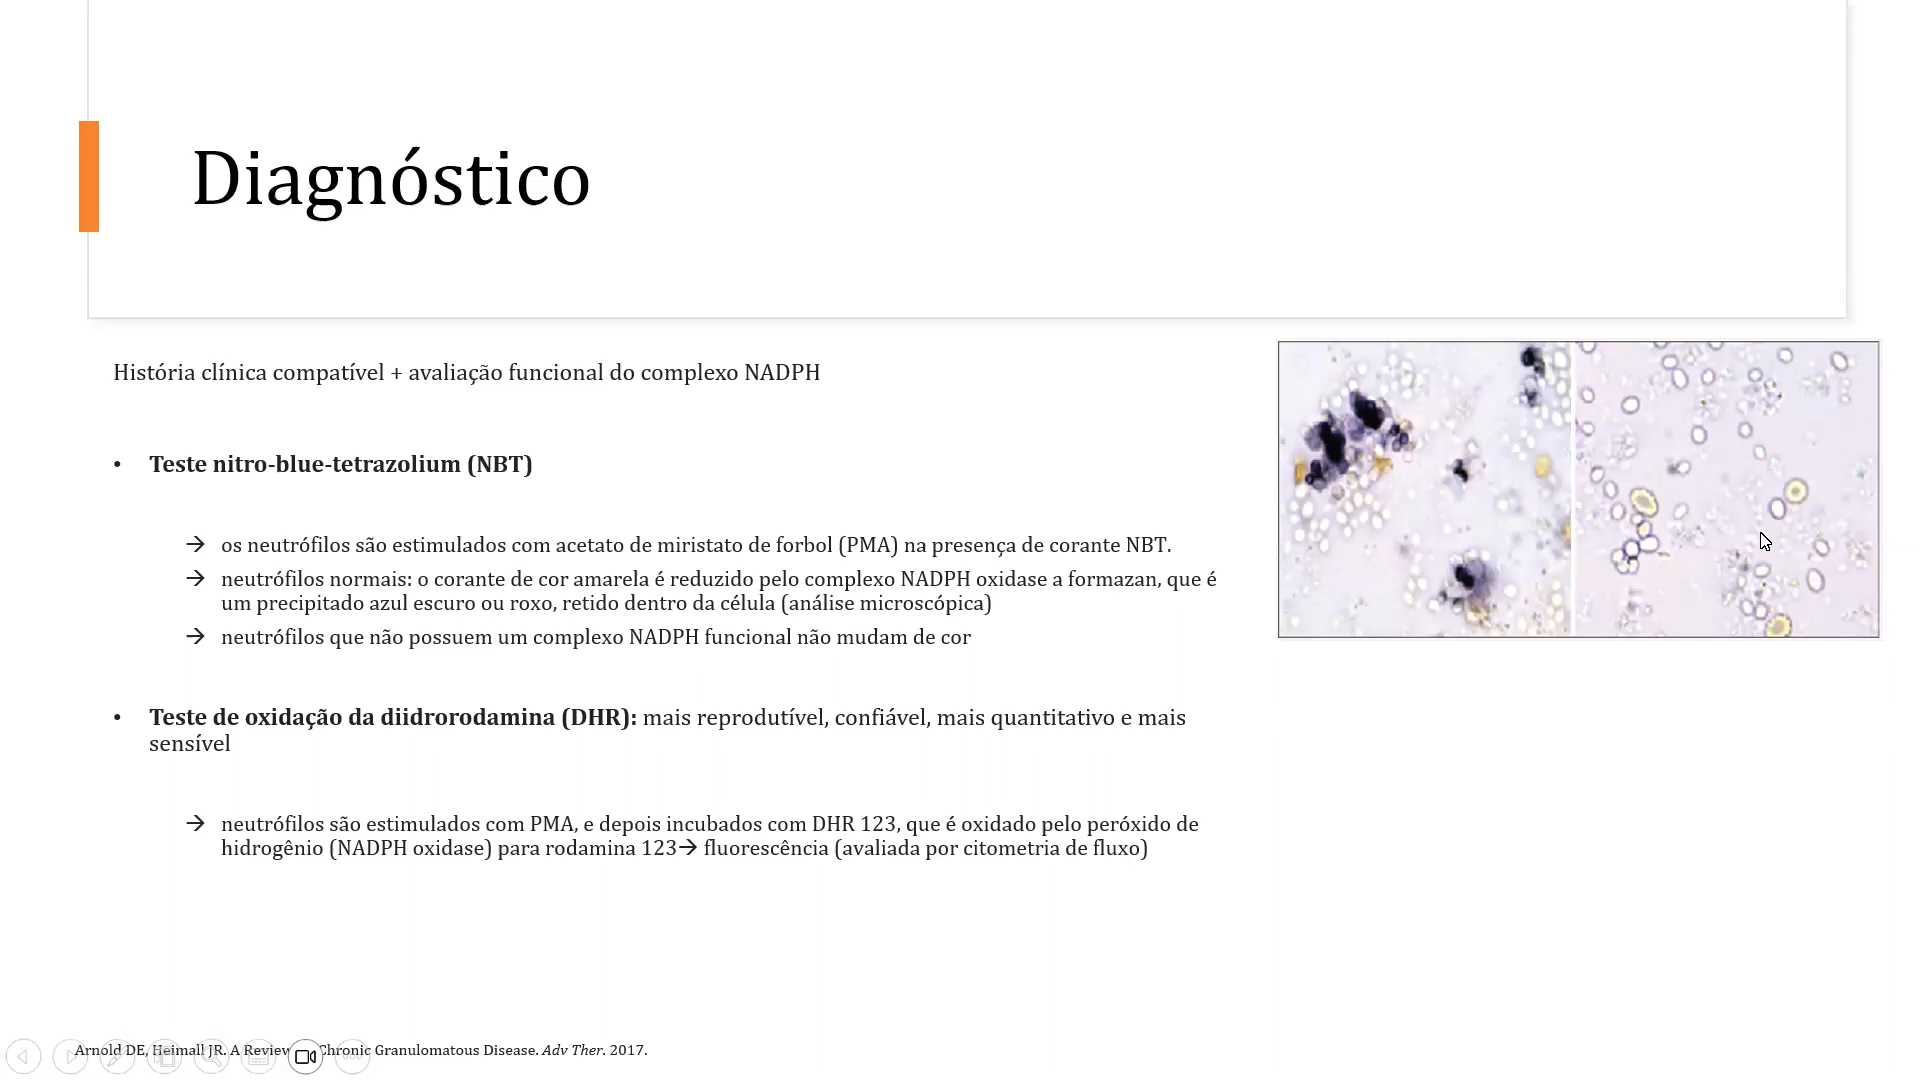 Diagnóstico
História clínica compatível + avaliação funcional do complexo NADPH
• Teste nitro-blue-tetrazolium (NBT)
→ os neutrófilos são estimulados com acetato de miristato de forbol (PMA) na presença de corante NBT.
→ neutrófilos normais: o corante de cor amarela é reduzido pelo complexo NADPH oxidase a formazan, que é
um precipitado azul escuro ou roxo, retido dentro da célula (análise microscópica)
→ neutrófilos que não possuem um complexo NADPH funcional não mudam de cor
• Teste de oxidação da diidrorodamina (DHR): mais reprodutível, confiável, mais quantitativo e mais
sensível
→ neutrófilos são estimulados com PMA, e depois incubados com DHR 123, que é oxidado pelo peróxido de
hidrogênio (NADPH oxidase) para rodamina 123→ fluorescência (avaliada por citometria de fluxo)
Arnold DE, Heimall JR. A Review Chronic Granulomatous Disease. Adv Ther. 2017.